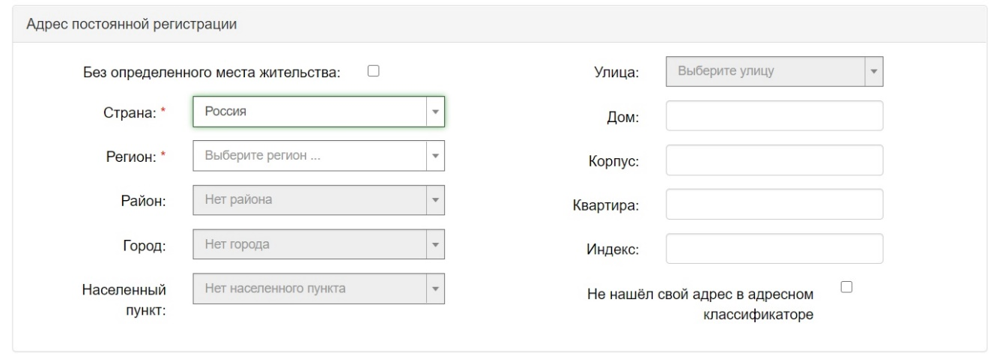 Адрес постоянной регистрации
Без определенного места жительства:
Страна: * Россия
Регион: * Выберите регион ...
Район: Нет района
Город: Нет города
Населенный Нет населенного пункта
пункт:
Улица: Выберите улицу
Дом:
Корпус:
Квартира:
Индекс:
Не нашёл свой адрес в адресном
классификаторе